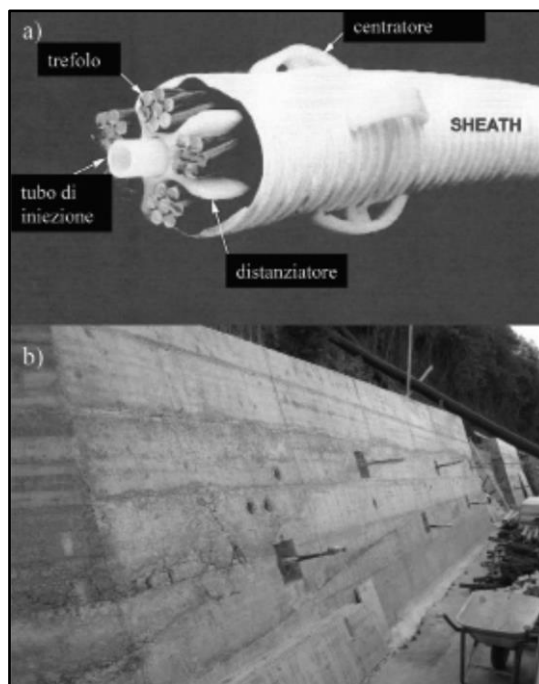 a)
centratore
trefolo
SHEATH
tubo di
iniezione
distanziatore
b)